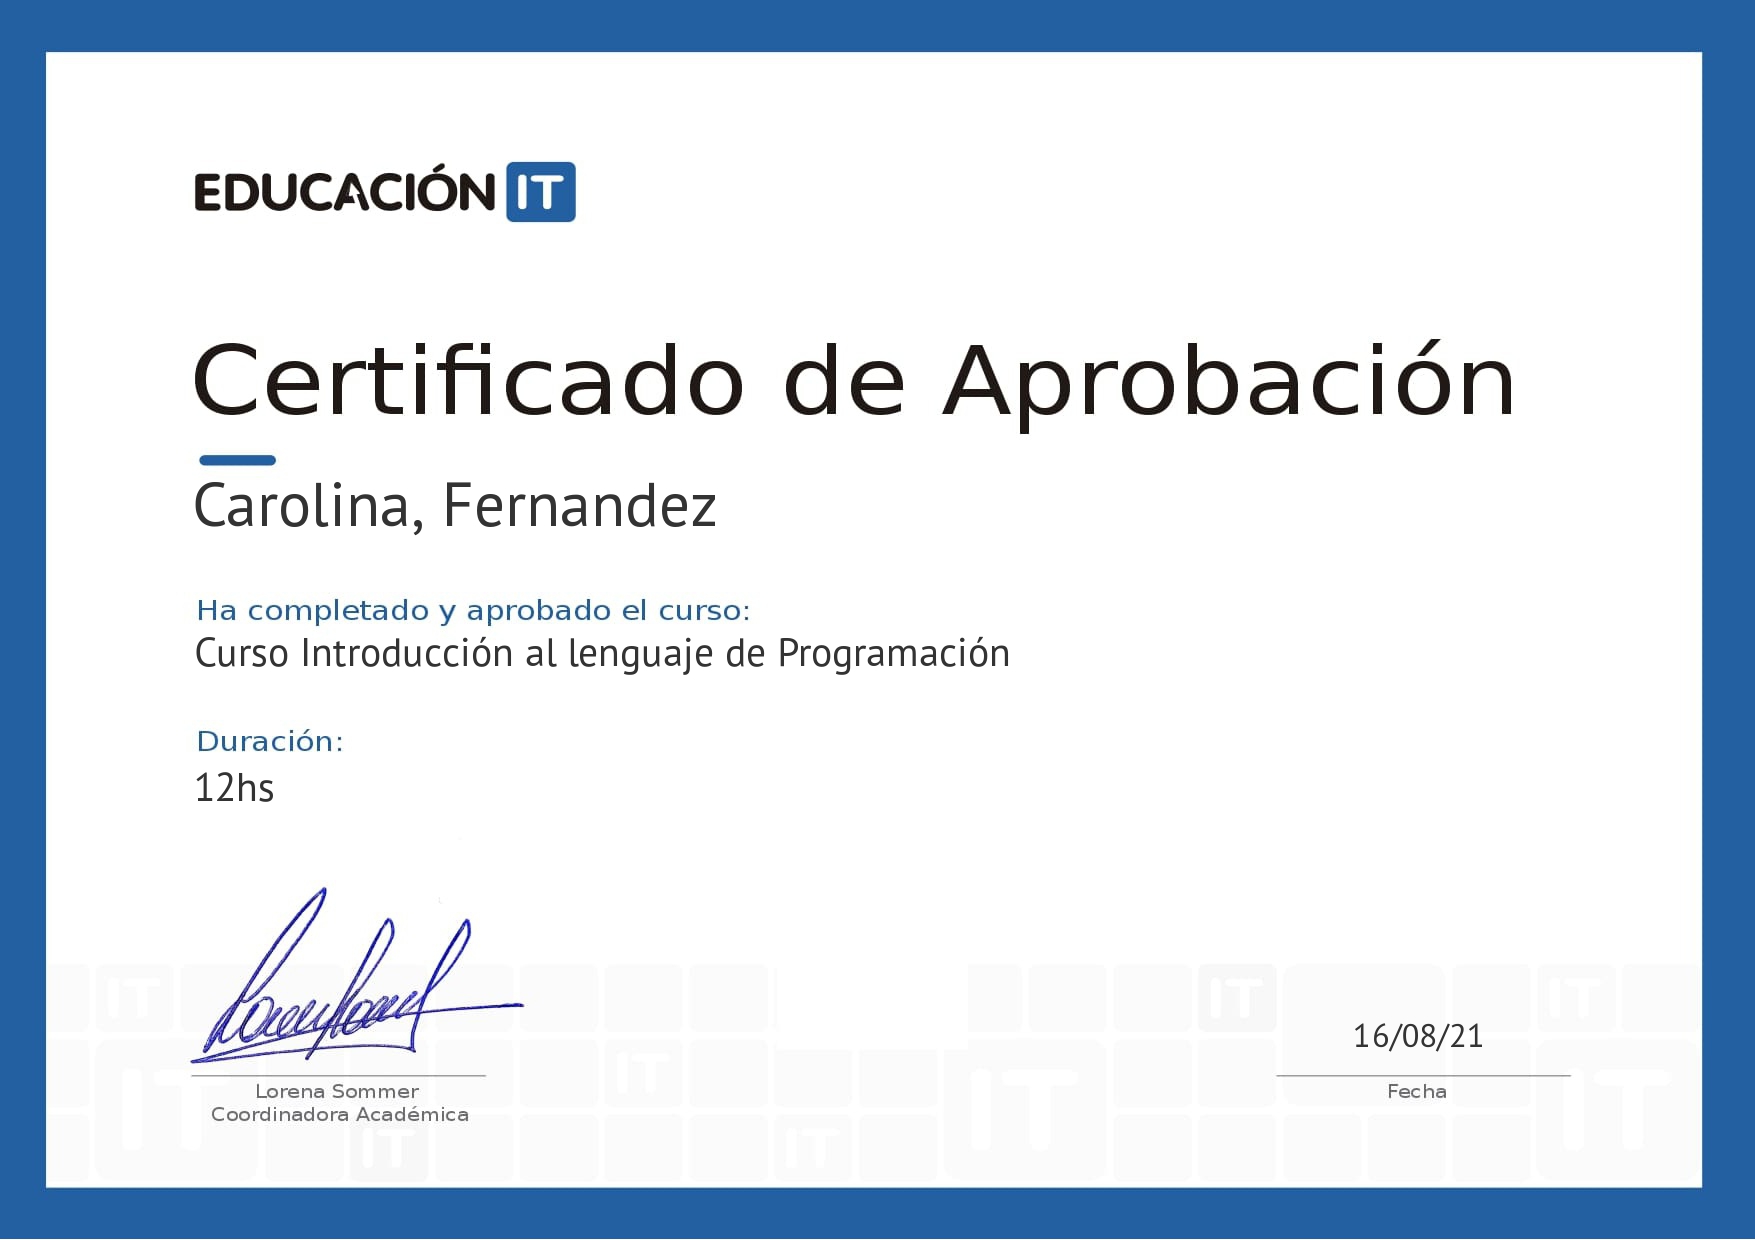 EDUCACIÓN IT
Certificado de Aprobación
Carolina, Fernandez
Ha completado y aprobado el curso:
Curso Introducción al lenguaje de Programación
Duración:
12hs
Lorena Sommer
Coordinadora Académica
16/08/21
Fecha